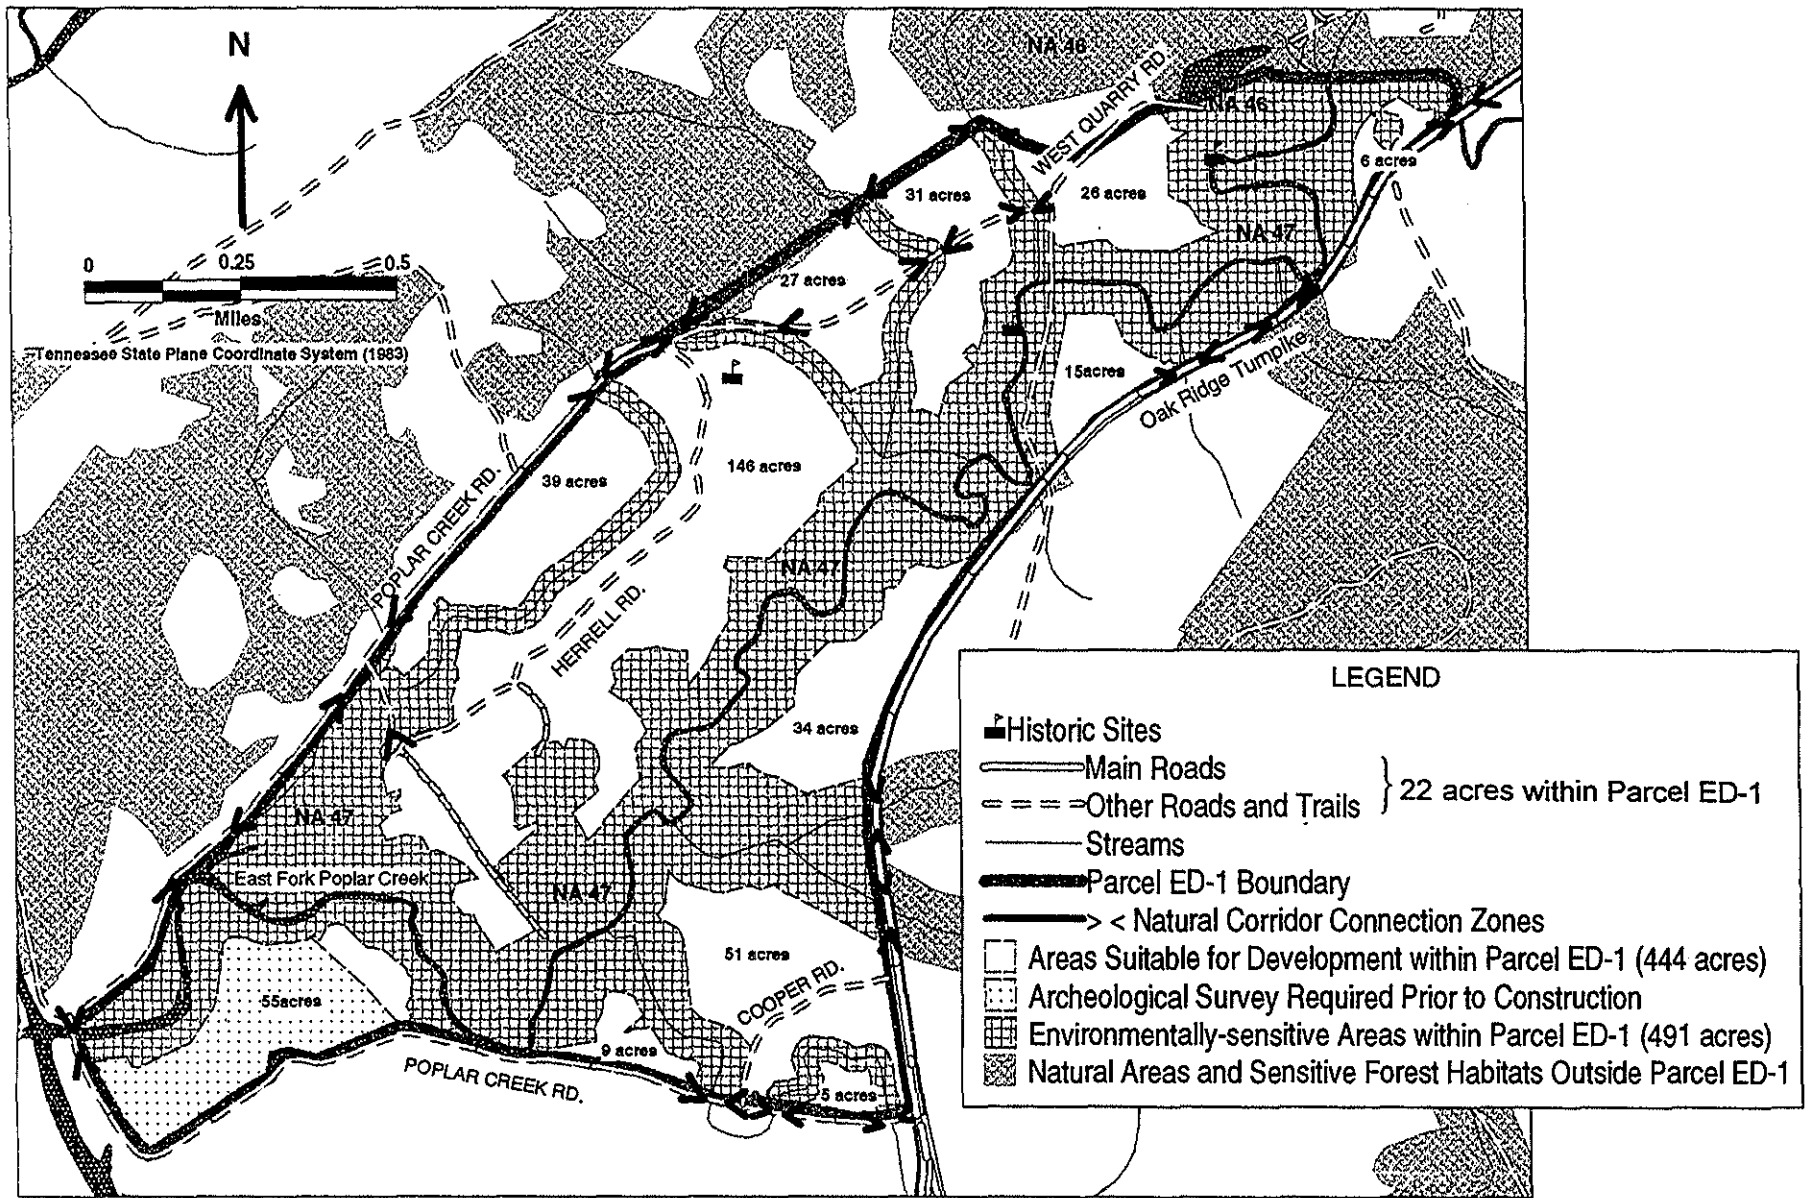 N
NA 46
WEST QUARRY RD.
NA 46
6 acres
31 acres
26 acres
NA 47
0 0.25 0.5
Miles
27 acres
Tennessee State Plane Coordinate System (1983)
15acres
Oak Ridge Turnpike
146 acres
39 acres
POPLAR CREEK RD.
NA 47
HERRELL RD.
34 acres
NA 47
East Fork Poplar Creek
NA 47
51 acres
COOPER RD.
55acres
9 acres
POPLAR CREEK RD.
5 acres
LEGEND
Historic Sites
Main Roads
Other Roads and Trails
22 acres within Parcel ED-1
Streams
Parcel ED-1 Boundary
> < Natural Corridor Connection Zones
Areas Suitable for Development within Parcel ED-1 (444 acres)
Archeological Survey Required Prior to Construction
Environmentally-sensitive Areas within Parcel ED-1 (491 acres)
Natural Areas and Sensitive Forest Habitats Outside Parcel ED-1